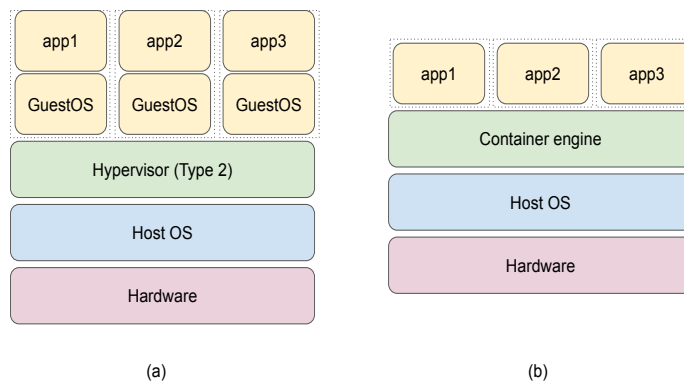 app1 app2 app3
GuestOS GuestOS GuestOS
Hypervisor (Type 2)
Host OS
Hardware
(a)
app1 app2 app3
Container engine
Host OS
Hardware
(b)